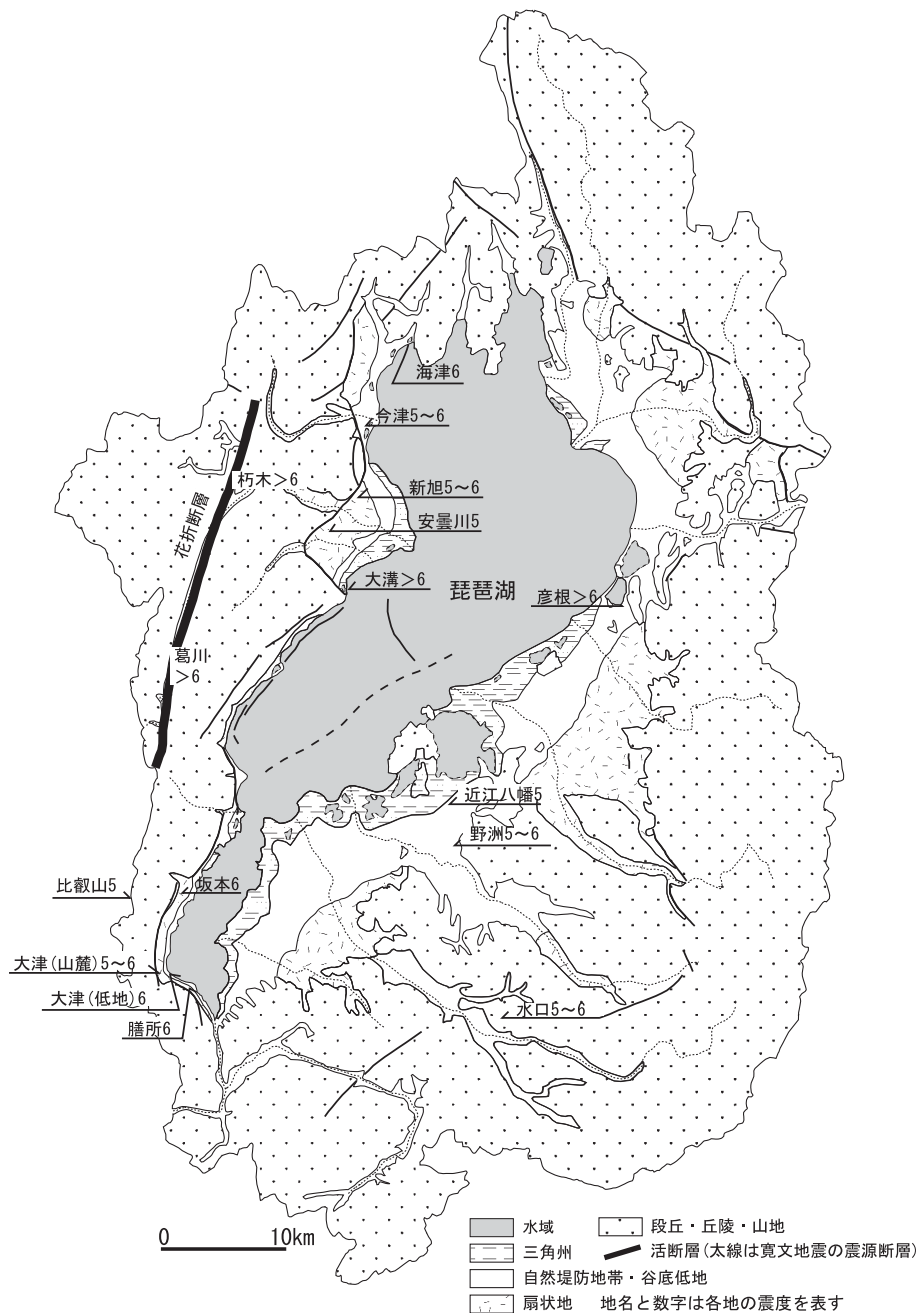 海津6
今津5~6
朽木>6
新旭5~6
花折断層
安曇川5
大溝>6
琵琶湖
彦根>6
葛川
>6
近江八幡5
野洲5~6
比叡山5
坂本6
大津(山麓)5~6
大津(低地)6
水口5~6
膳所6
0 10km
水域
段丘・丘陵・山地
三角州
活断層(太線は寛文地震の震源断層)
自然堤防地帯・谷底低地
扇状地
地名と数字は各地の震度を表す